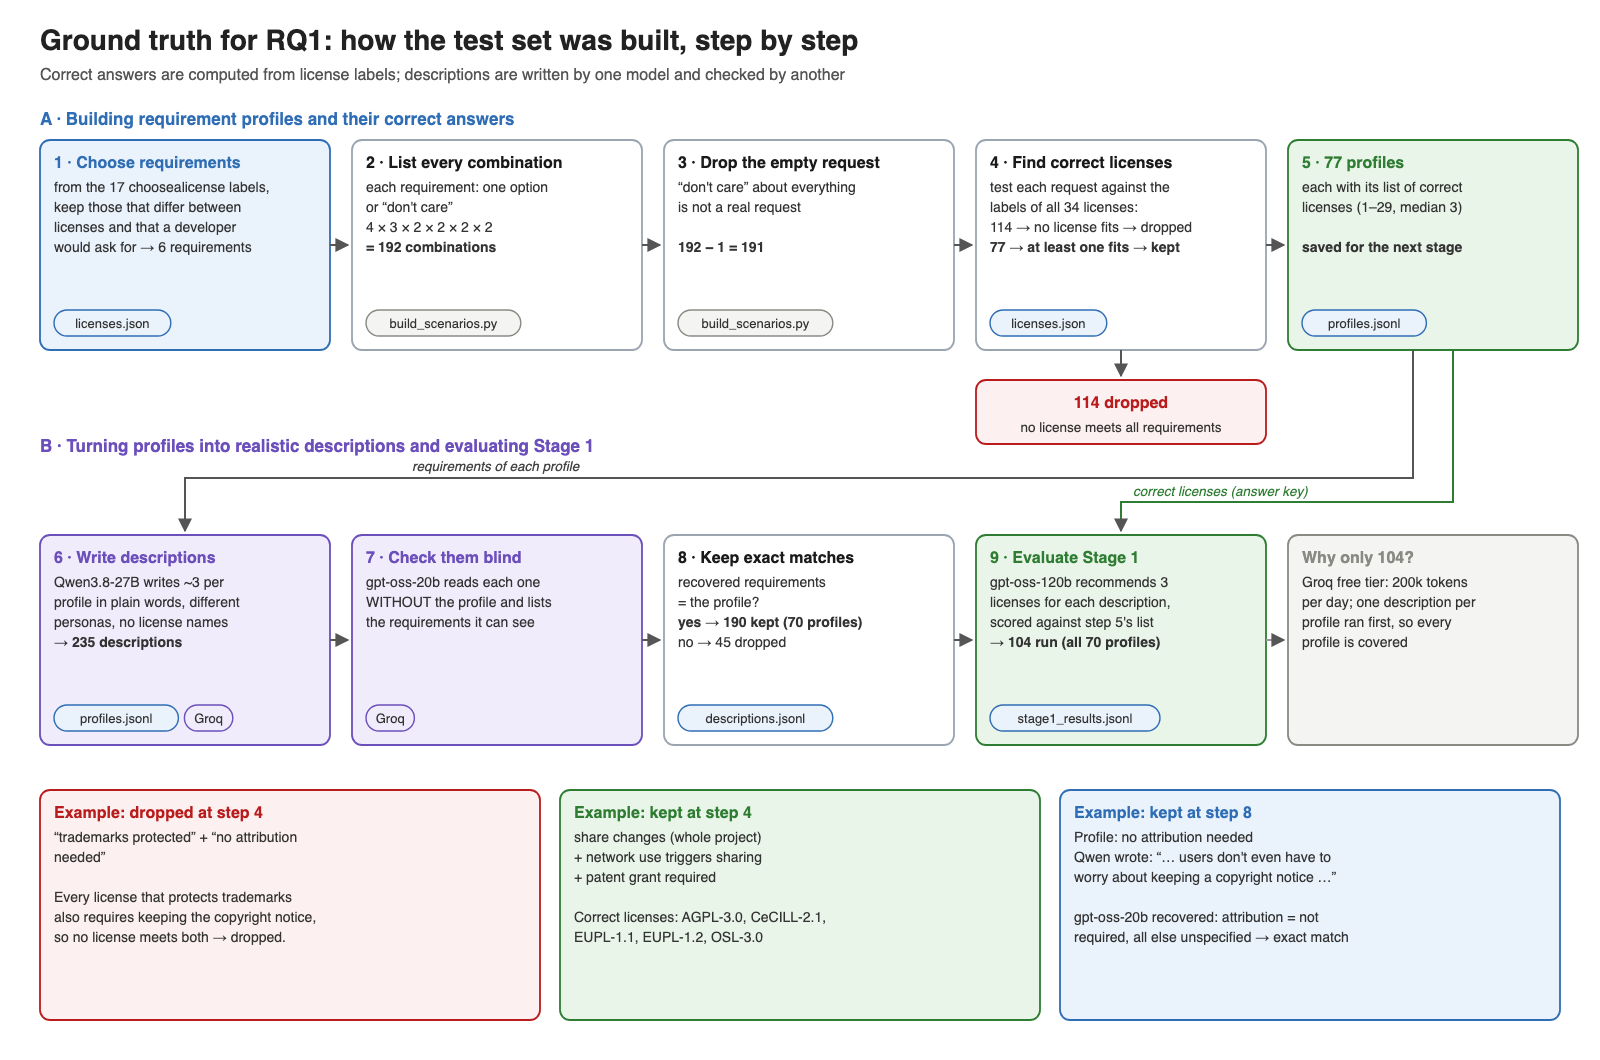 Ground truth for RQ1: how the test set was built, step by step
Correct answers are computed from license labels; descriptions are written by one model and checked by another
A · Building requirement profiles and their correct answers
1 · Choose requirements
from the 17 choosealicense labels,
keep those that differ between
licenses and that a developer
would ask for → 6 requirements
licenses.json
2 · List every combination
each requirement: one option
or “don't care”
4 × 3 × 2 × 2 × 2 × 2
= 192 combinations
build_scenarios.py
3 · Drop the empty request
“don't care” about everything
is not a real request
192 − 1 = 191
build_scenarios.py
4 · Find correct licenses
test each request against the
labels of all 34 licenses:
114 → no license fits → dropped
77 → at least one fits → kept
licenses.json
5 · 77 profiles
each with its list of correct
licenses (1–29, median 3)
saved for the next stage
profiles.jsonl
114 dropped
no license meets all requirements
B · Turning profiles into realistic descriptions and evaluating Stage 1
requirements of each profile
correct licenses (answer key)
6 · Write descriptions
Qwen3.8-27B writes ~3 per
profile in plain words, different
personas, no license names
→ 235 descriptions
profiles.jsonl
Groq
7 · Check them blind
gpt-oss-20b reads each one
WITHOUT the profile and lists
the requirements it can see
Groq
8 · Keep exact matches
recovered requirements
= the profile?
yes → 190 kept (70 profiles)
no → 45 dropped
descriptions.jsonl
9 · Evaluate Stage 1
gpt-oss-120b recommends 3
licenses for each description,
scored against step 5's list
→ 104 run (all 70 profiles)
stage1_results.jsonl
Why only 104?
Groq free tier: 200k tokens
per day; one description per
profile ran first, so every
profile is covered
Example: dropped at step 4
“trademarks protected” + “no attribution
needed”
Every license that protects trademarks
also requires keeping the copyright notice,
so no license meets both → dropped.
Example: kept at step 4
share changes (whole project)
+ network use triggers sharing
+ patent grant required
Correct licenses: AGPL-3.0, CeCILL-2.1,
EUPL-1.1, EUPL-1.2, OSL-3.0
Example: kept at step 8
Profile: no attribution needed
Qwen wrote: “… users don't even have to
worry about keeping a copyright notice …”
gpt-oss-20b recovered: attribution = not
required, all else unspecified → exact match